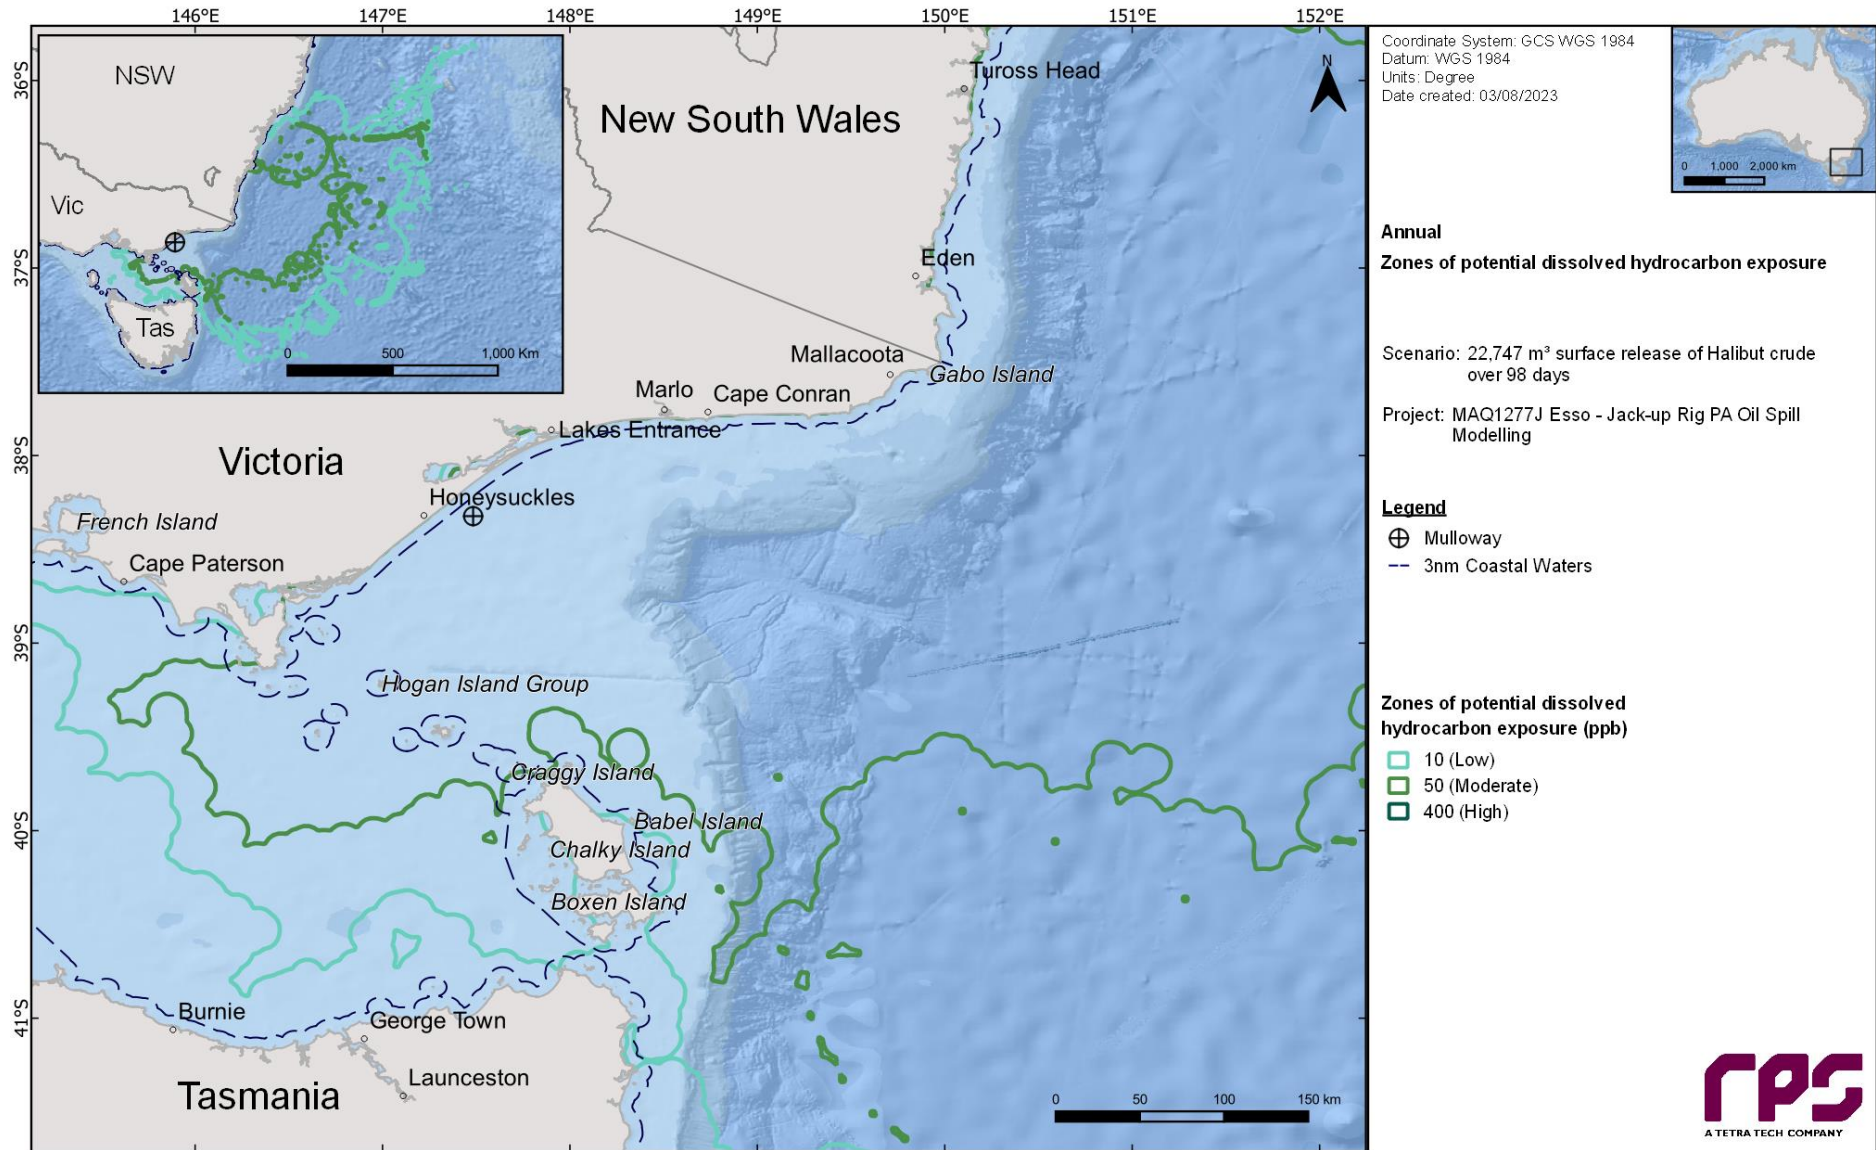 146°E
147°E
148°E
149°E
150°E
151°E
152°E
36°S
37°S
38°S
39°S
40°S
41°S
NSW
Vic
Tas
0 500 1,000 Km
New South Wales
N
Tuross Head
Eden
Mallacoota
Gabo Island
Marlo
Cape Conran
Lakes Entrance
Victoria
Honeysuckles
French Island
Cape Paterson
Hogan Island Group
Craggy Island
Babel Island
Chalky Island
Boxen Island
Burnie
George Town
Launceston
Tasmania
0 50 100 150 km
Coordinate System: GCS WGS 1984
Datum: WGS 1984
Units: Degree
Date created: 03/08/2023
0 1,000 2,000 km
Annual
Zones of potential dissolved hydrocarbon exposure
Scenario: 22,747 m³ surface release of Halibut crude
over 98 days
Project: MAQ1277J Esso - Jack-up Rig PA Oil Spill
Modelling
Legend
Mulloway
3nm Coastal Waters
Zones of potential dissolved
hydrocarbon exposure (ppb)
10 (Low)
50 (Moderate)
400 (High)
rps
A TETRA TECH COMPANY